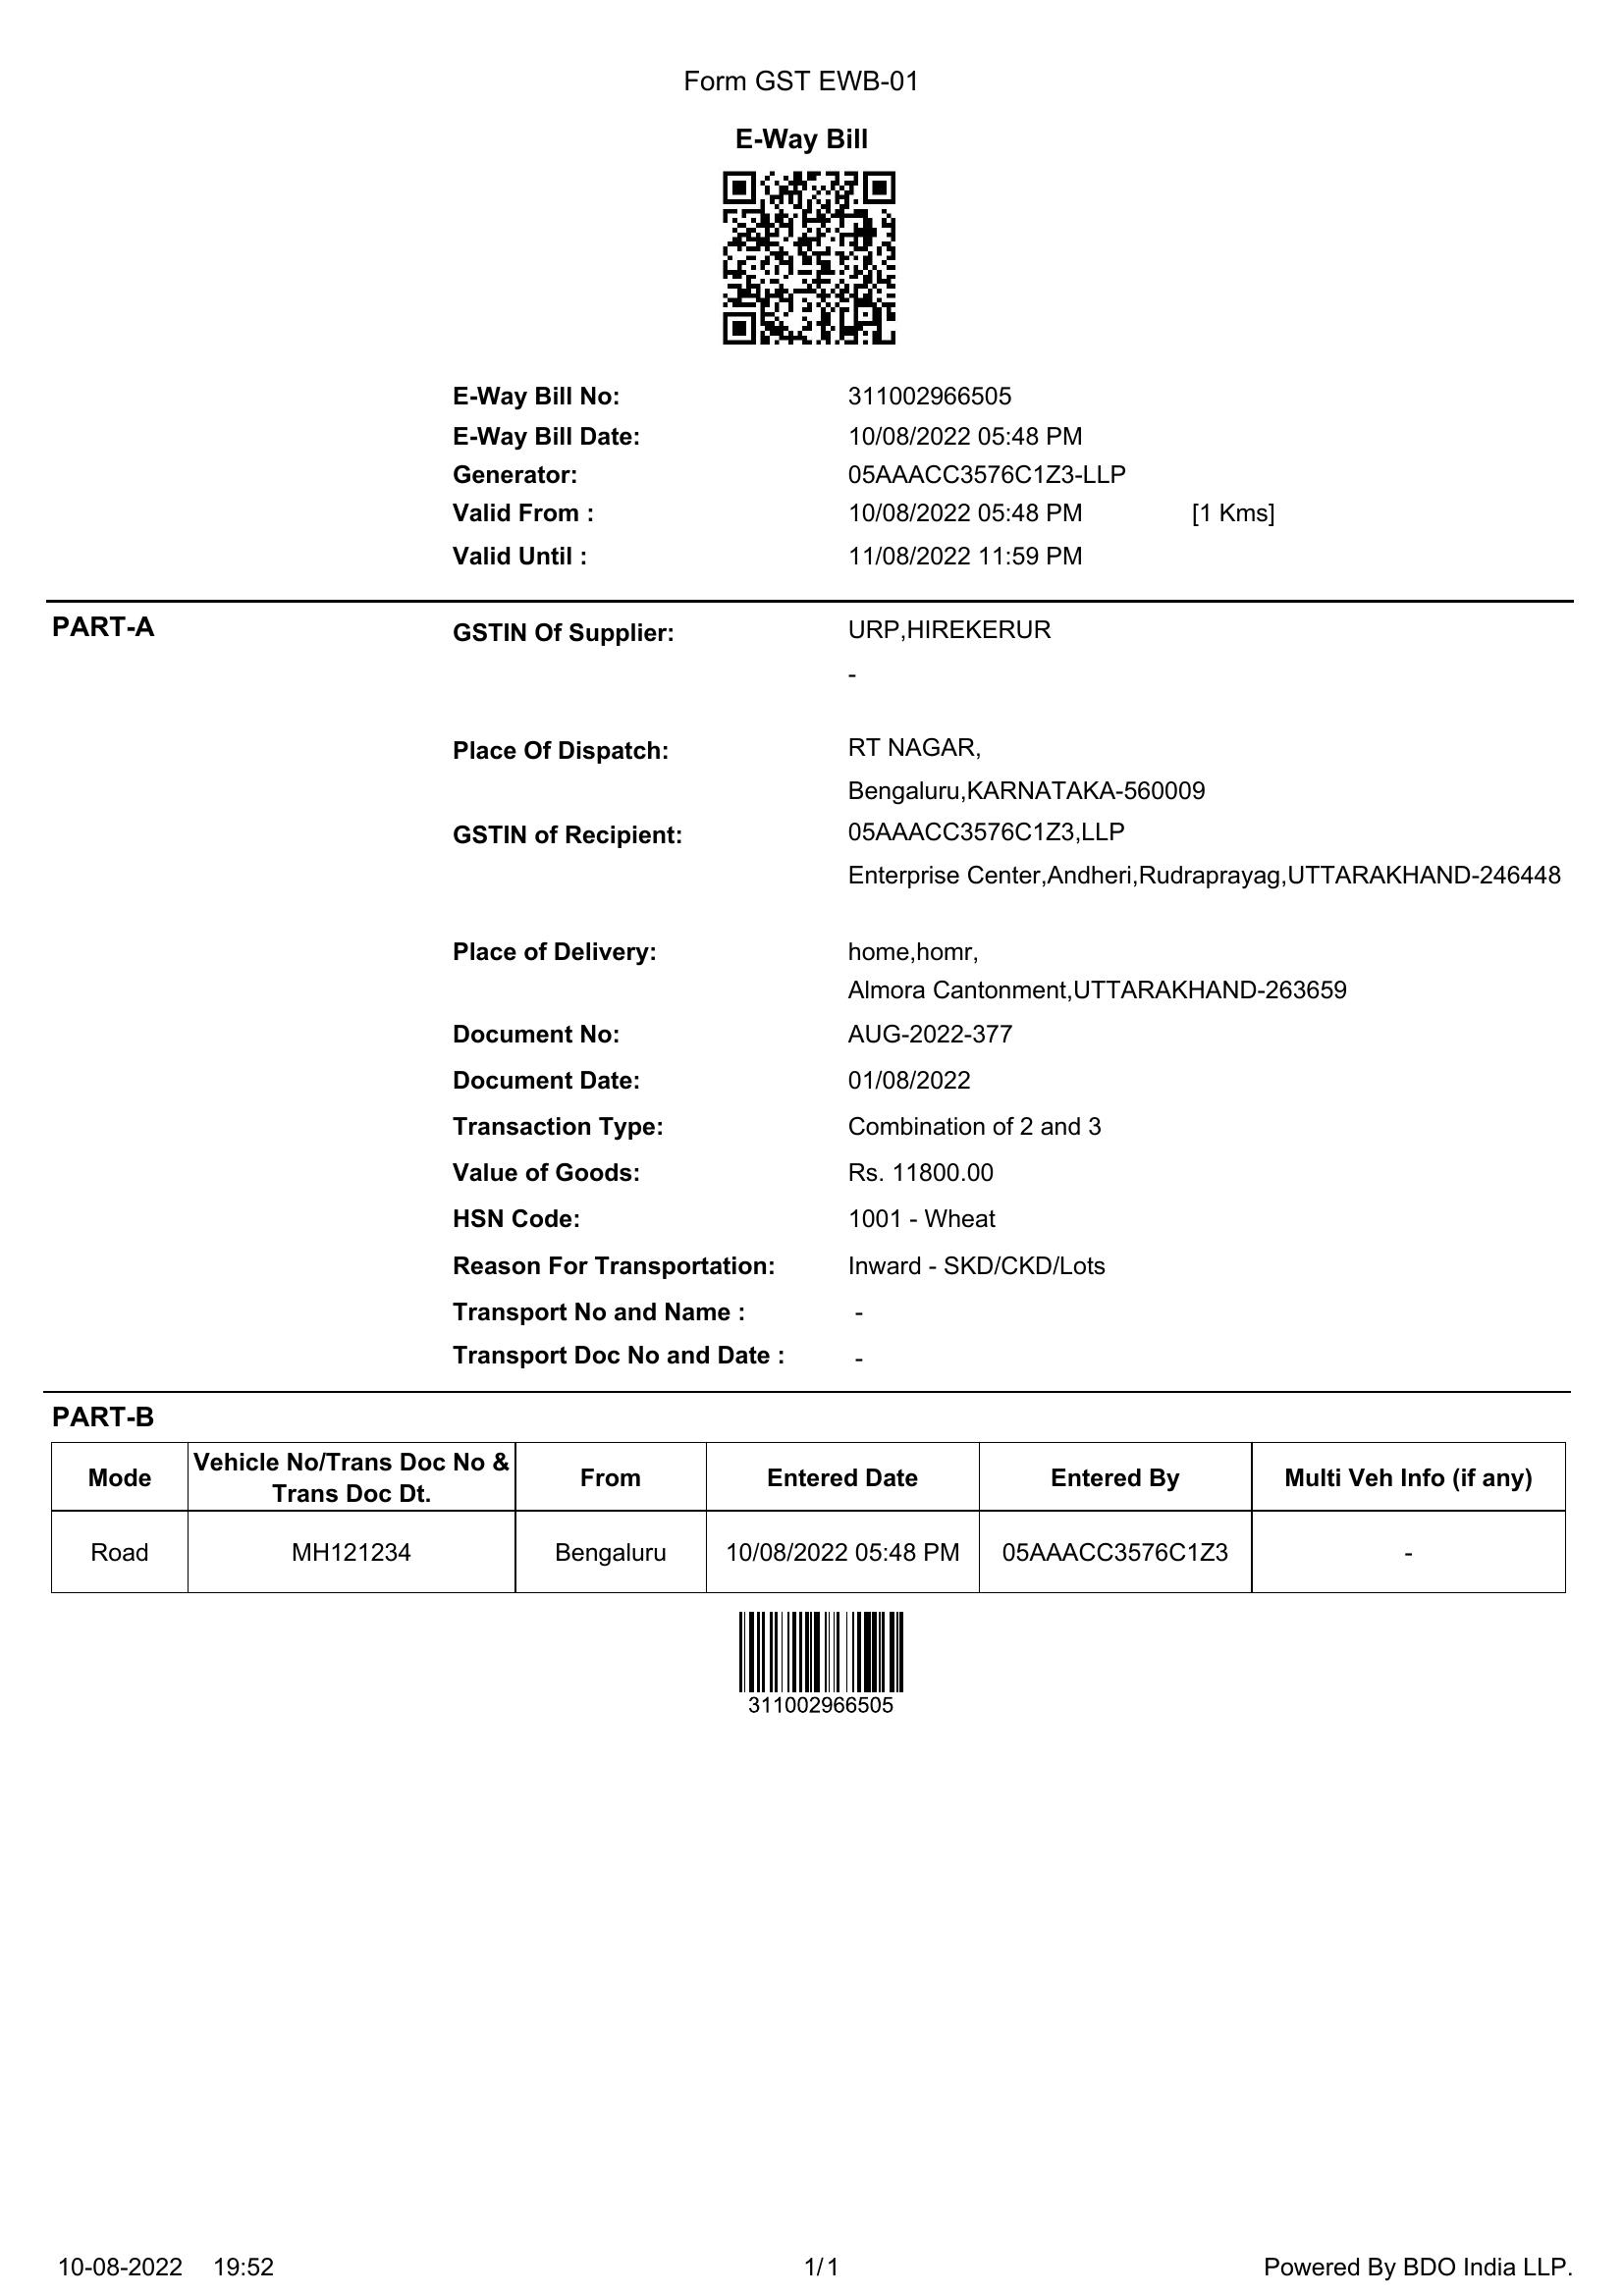 Form GST EWB-01
E-Way Bill
E-Way Bill No: 311002966505
E-Way Bill Date: 10/08/2022 05:48 PM
Generator: 05AAACC3576C1Z3-LLP
Valid From : 10/08/2022 05:48 PM [1 Kms]
Valid Until : 11/08/2022 11:59 PM
PART-A
GSTIN Of Supplier: URP,HIREKERUR
-
Place Of Dispatch: RT NAGAR,
Bengaluru,KARNATAKA-560009
GSTIN of Recipient: 05AAACC3576C1Z3,LLP
Enterprise Center,Andheri,Rudraprayag,UTTARAKHAND-246448
Place of Delivery: home,homr,
Almora Cantonment,UTTARAKHAND-263659
Document No: AUG-2022-377
Document Date: 01/08/2022
Transaction Type: Combination of 2 and 3
Value of Goods: Rs. 11800.00
HSN Code: 1001 - Wheat
Reason For Transportation: Inward - SKD/CKD/Lots
Transport No and Name : -
Transport Doc No and Date : -
PART-B
Mode Vehicle No/Trans Doc No & Trans Doc Dt. From Entered Date Entered By Multi Veh Info (if any)
Road MH121234 Bengaluru 10/08/2022 05:48 PM 05AAACC3576C1Z3 -
311002966505
10-08-2022 19:52 1/1 Powered By BDO India LLP.